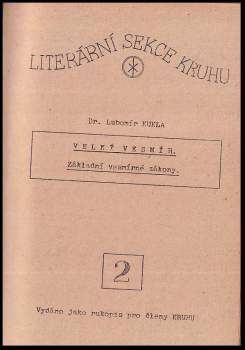 LITERÁRNÍ SEKCE KRUHU
Dr. Lubomír KUKLA
VELKÝ VESMÍR.
Základní vesmírné zákony.
2
Vydáno jako rukopis pro členy KRUHU